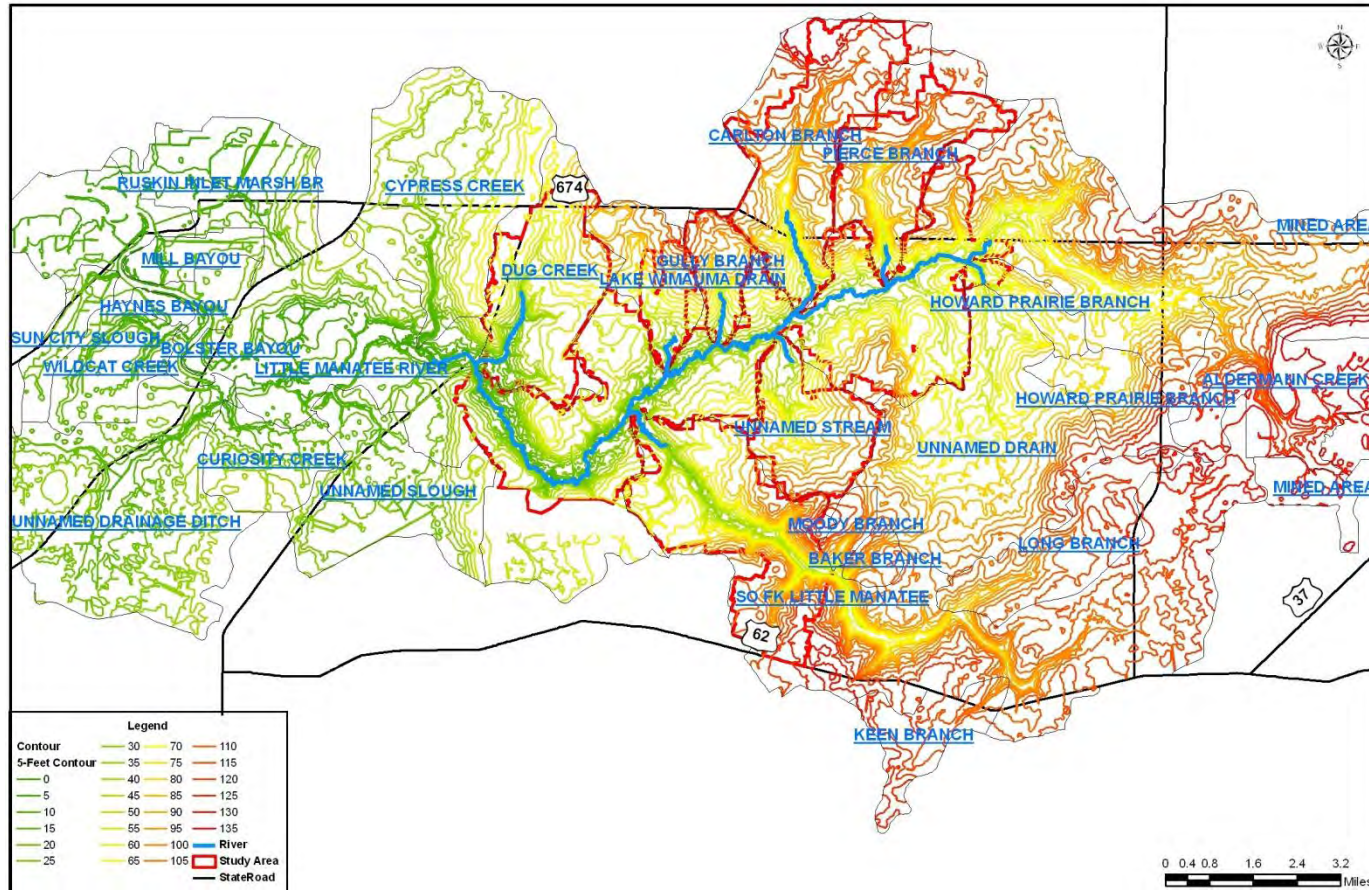 N
W E
S
CARLTON BRANCH
PIERCE BRANCH
RUSKIN INLET MARSH BR
CYPRESS CREEK
674
MINED AREA
MILL BAYOU
GULLY BRANCH
DUG CREEK
LAKE WIMAUMA DRAIN
HAYNES BAYOU
HOWARD PRAIRIE BRANCH
SUN CITY SLOUGH
BOLSTER BAYOU
WILDCAT CREEK
LITTLE MANATEE RIVER
ALDERMANN CREEK
HOWARD PRAIRIE BRANCH
UNNAMED STREAM
UNNAMED DRAIN
CURIOSITY CREEK
UNNAMED SLOUGH
MINED AREA
UNNAMED DRAINAGE DITCH
MOODY BRANCH
LONG BRANCH
BAKER BRANCH
SO FK LITTLE MANATEE
37
62
KEEN BRANCH
Legend
Contour
5-Feet Contour
0
5
10
15
20
25
30
35
40
45
50
55
60
65
70
75
80
85
90
95
100
105
110
115
120
125
130
135
River
Study Area
StateRoad
0 0.4 0.8 1.6 2.4 3.2
Miles